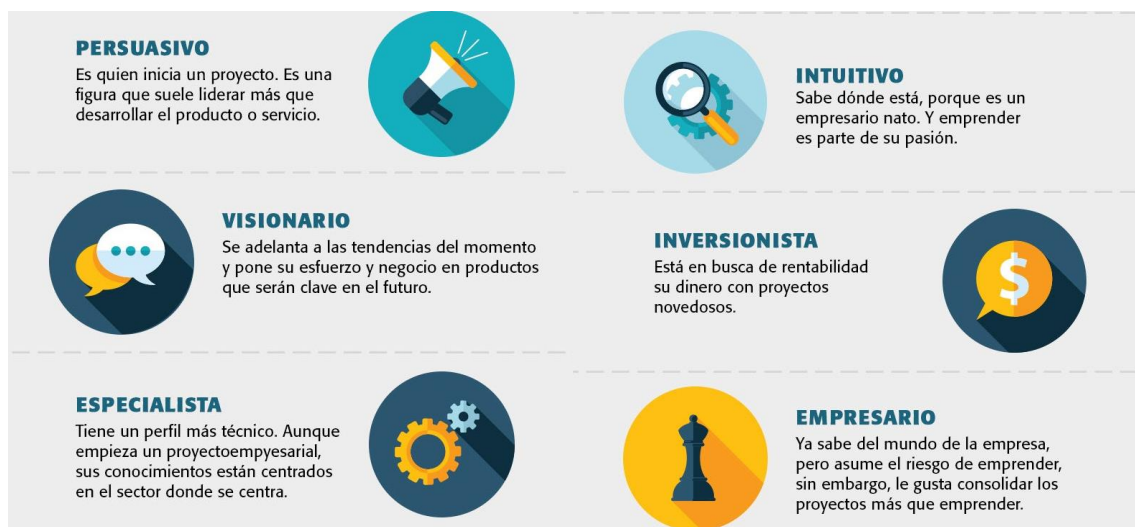 PERSUASIVO
Es quien inicia un proyecto. Es una
figura que suele liderar más que
desarrollar el producto o servicio.
VISIONARIO
Se adelanta a las tendencias del momento
y pone su esfuerzo y negocio en productos
que serán clave en el futuro.
ESPECIALISTA
Tiene un perfil más técnico. Aunque
empieza un proyectoempyesarial,
sus conocimientos están centrados
en el sector donde se centra.
INTUITIVO
Sabe dónde está, porque es un
empresario nato. Y emprender
es parte de su pasión.
INVERSIONISTA
Está en busca de rentabilidad
su dinero con proyectos
novedosos.
$
EMPRESARIO
Ya sabe del mundo de la empresa,
pero asume el riesgo de emprender,
sin embargo, le gusta consolidar los
proyectos más que emprender.